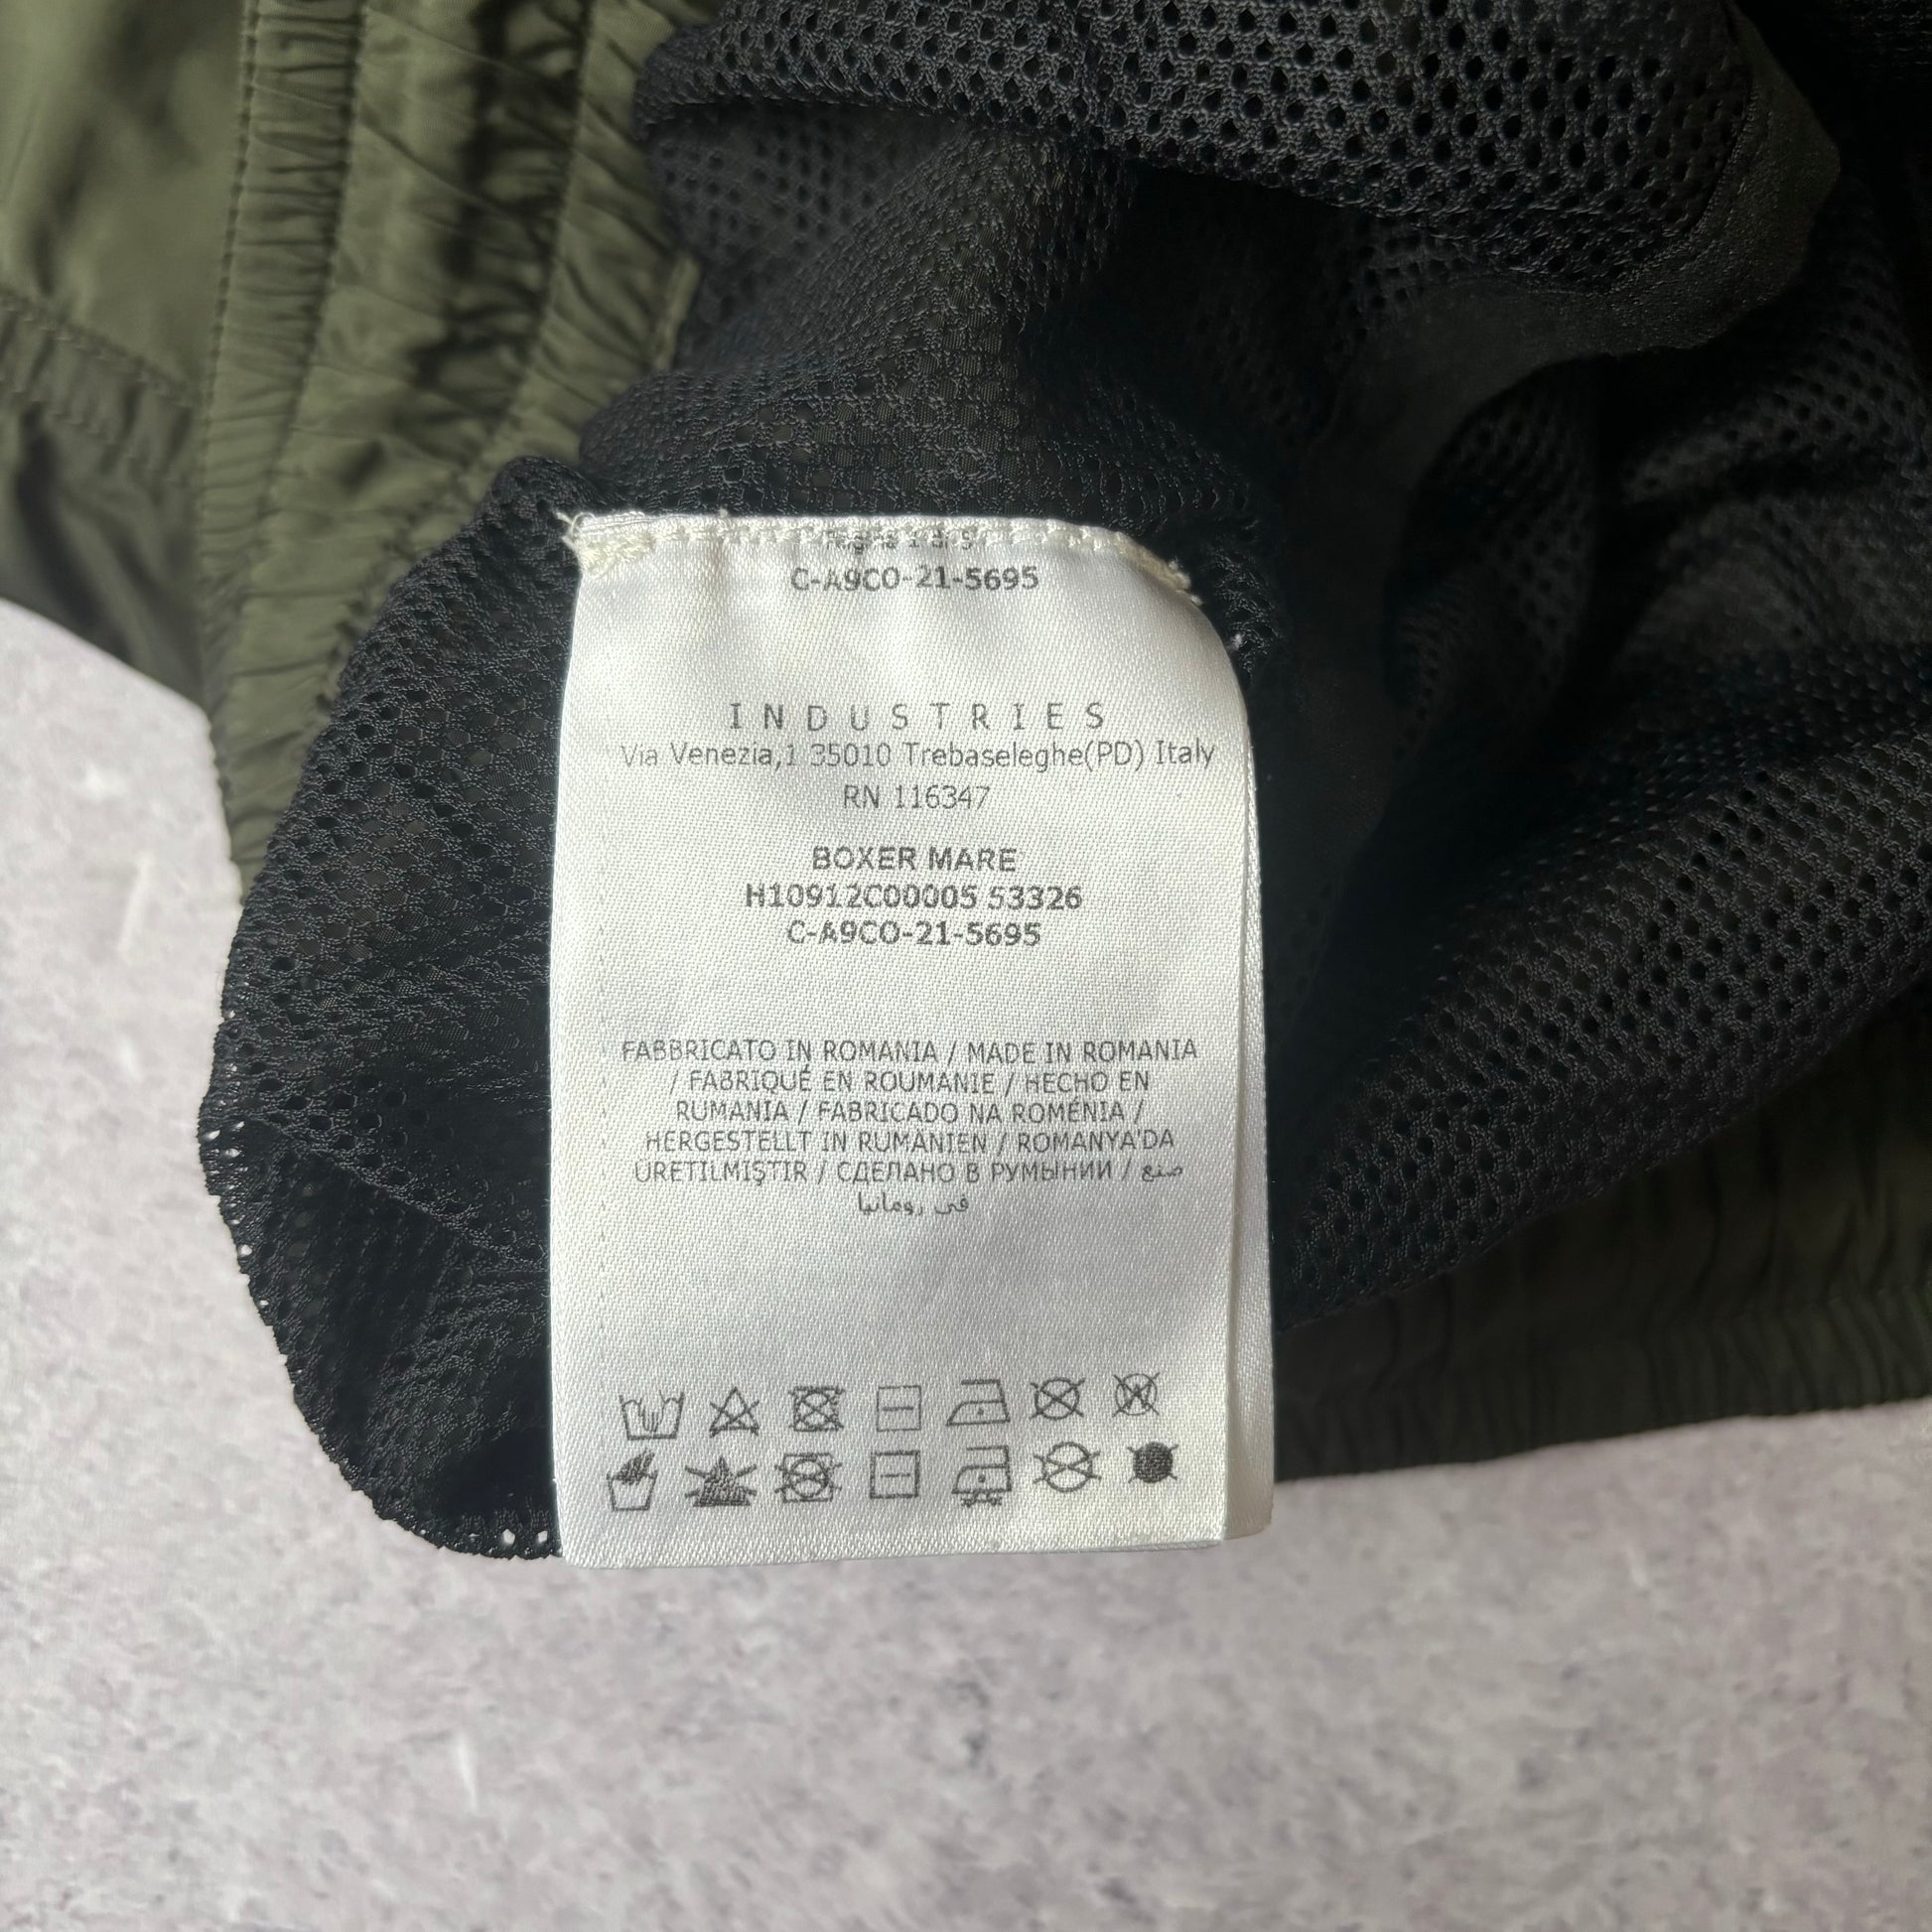 C-A9CO-21-5695
INDUSTRIES
Via Venezia,1 35010 Trebaseleghe(PD) Italy
RN 116347
BOXER MARE
H10912C00005 53326
C-A9CO-21-5695
FABBRICATO IN ROMANIA / MADE IN ROMANIA
/ FABRIQUÉ EN ROUMANIE / HECHO EN
RUMANIA / FABRICADO NA ROMÉNIA /
HERGESTELLT IN RUMÄNIEN / ROMANYA'DA
ÜRETILMIŞTIR / СДЕЛАНО В РУМЫНИИ / صنع
في رومانيا